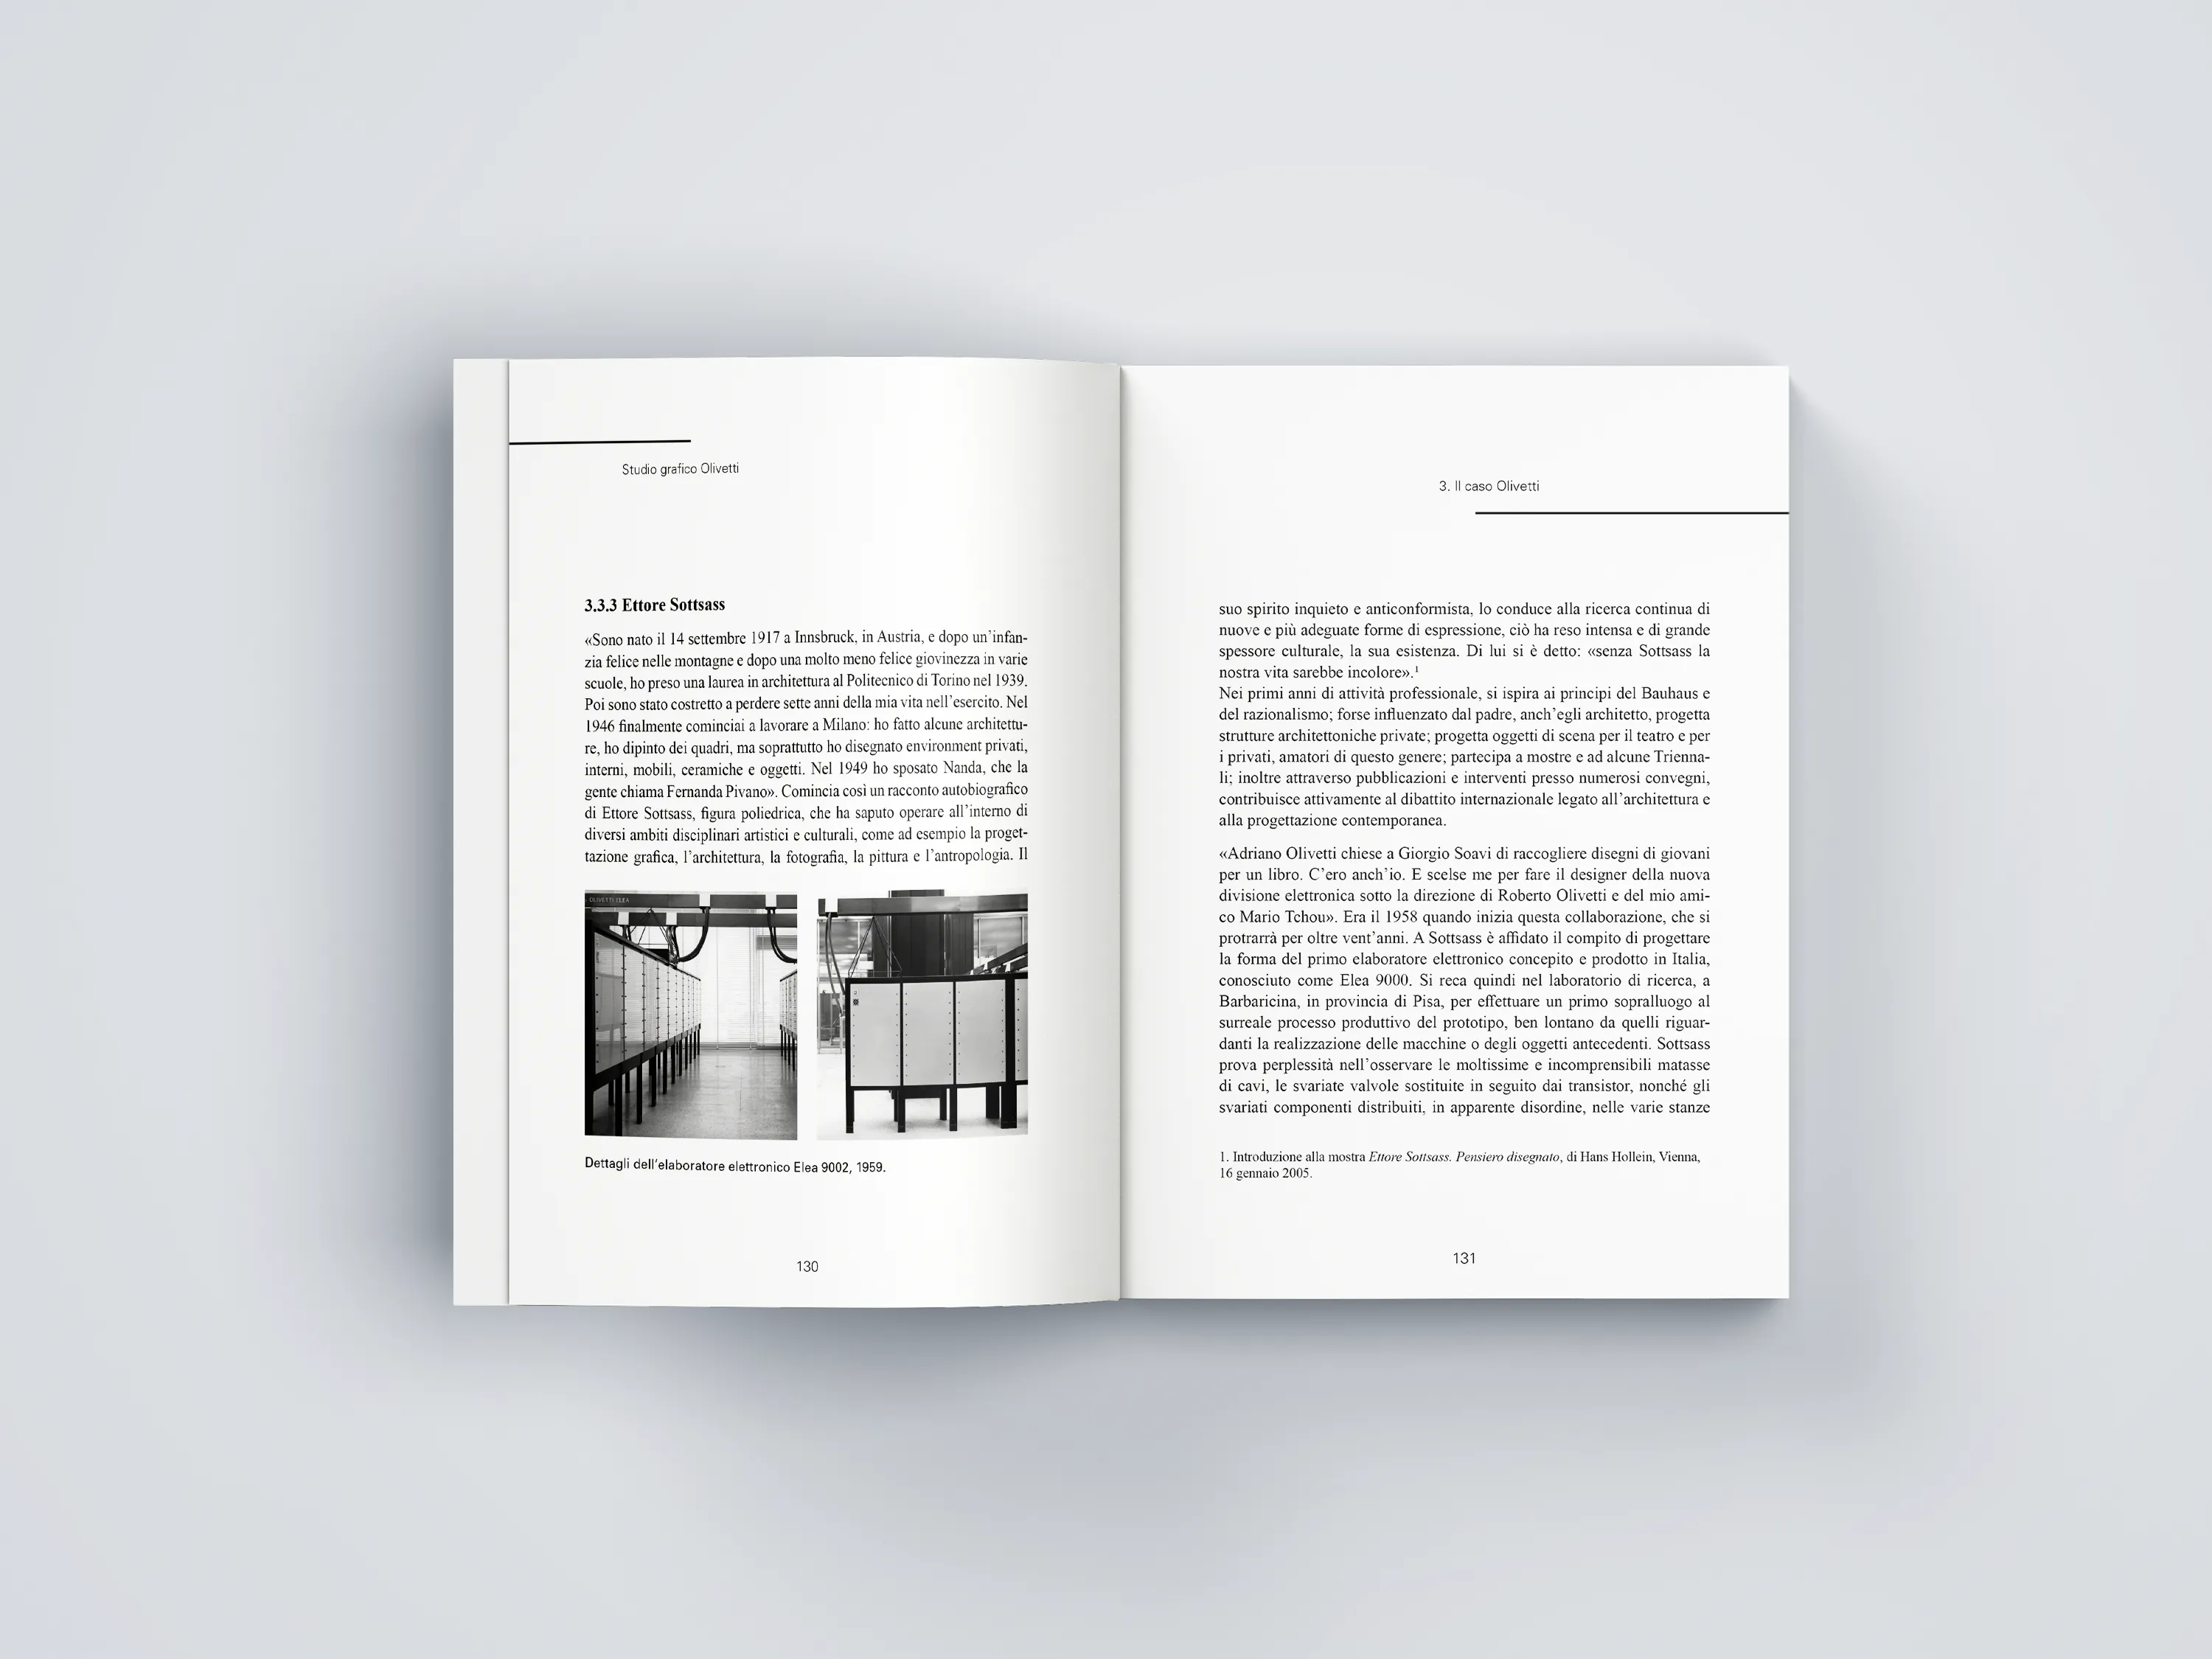 Studio grafico Olivetti
3.3.3 Ettore Sottsass
«Sono nato il 14 settembre 1917 a Innsbruck, in Austria, e dopo un’infan-
zia felice nelle montagne e dopo una molto meno felice giovinezza in varie
scuole, ho preso una laurea in architettura al Politecnico di Torino nel 1939.
Poi sono stato costretto a perdere sette anni della mia vita nell’esercito. Nel
1946 finalmente cominciai a lavorare a Milano: ho fatto alcune architettu-
re, ho dipinto dei quadri, ma soprattutto ho disegnato environment privati,
interni, mobili, ceramiche e oggetti. Nel 1949 ho sposato Nanda, che la
gente chiama Fernanda Pivano». Comincia così un racconto autobiografico
di Ettore Sottsass, figura poliedrica, che ha saputo operare all’interno di
diversi ambiti disciplinari artistici e culturali, come ad esempio la proget-
tazione grafica, l’architettura, la fotografia, la pittura e l’antropologia. Il
OLIVETTI ELEA
Dettagli dell’elaboratore elettronico Elea 9002, 1959.
130
3. Il caso Olivetti
suo spirito inquieto e anticonformista, lo conduce alla ricerca continua di
nuove e più adeguate forme di espressione, ciò ha reso intensa e di grande
spessore culturale, la sua esistenza. Di lui si è detto: «senza Sottsass la
nostra vita sarebbe incolore».¹
Nei primi anni di attività professionale, si ispira ai principi del Bauhaus e
del razionalismo; forse influenzato dal padre, anch’egli architetto, progetta
strutture architettoniche private; progetta oggetti di scena per il teatro e per
i privati, amatori di questo genere; partecipa a mostre e ad alcune Trienna-
li; inoltre attraverso pubblicazioni e interventi presso numerosi convegni,
contribuisce attivamente al dibattito internazionale legato all’architettura e
alla progettazione contemporanea.
«Adriano Olivetti chiese a Giorgio Soavi di raccogliere disegni di giovani
per un libro. C’ero anch’io. E scelse me per fare il designer della nuova
divisione elettronica sotto la direzione di Roberto Olivetti e del mio ami-
co Mario Tchou». Era il 1958 quando inizia questa collaborazione, che si
protrarrà per oltre vent’anni. A Sottsass è affidato il compito di progettare
la forma del primo elaboratore elettronico concepito e prodotto in Italia,
conosciuto come Elea 9000. Si reca quindi nel laboratorio di ricerca, a
Barbaricina, in provincia di Pisa, per effettuare un primo sopralluogo al
surreale processo produttivo del prototipo, ben lontano da quelli riguar-
danti la realizzazione delle macchine o degli oggetti antecedenti. Sottsass
prova perplessità nell’osservare le moltissime e incomprensibili matasse
di cavi, le svariate valvole sostituite in seguito dai transistor, nonché gli
svariati componenti distribuiti, in apparente disordine, nelle varie stanze
1. Introduzione alla mostra Ettore Sottsass. Pensiero disegnato, di Hans Hollein, Vienna,
16 gennaio 2005.
131